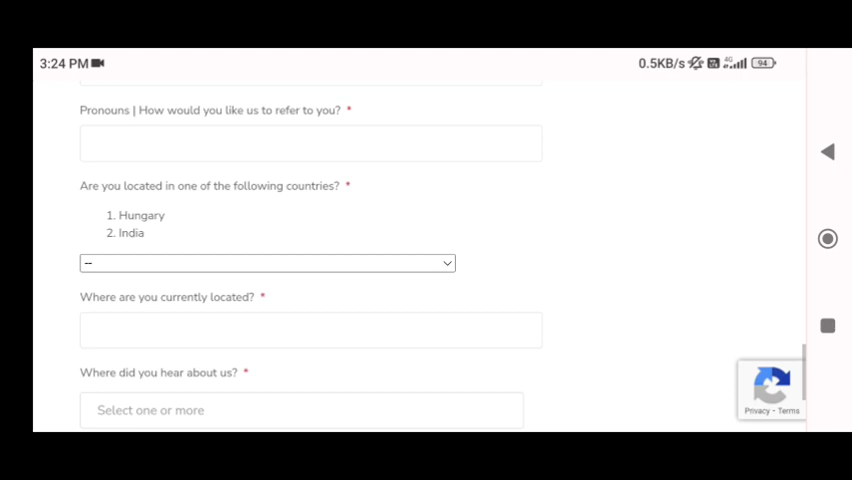 3:24 PM
0.5KB/s 4G 94
Pronouns | How would you like us to refer to you? *
Are you located in one of the following countries? *
1. Hungary
2. India
--
Where are you currently located? *
Where did you hear about us? *
Select one or more
Privacy - Terms